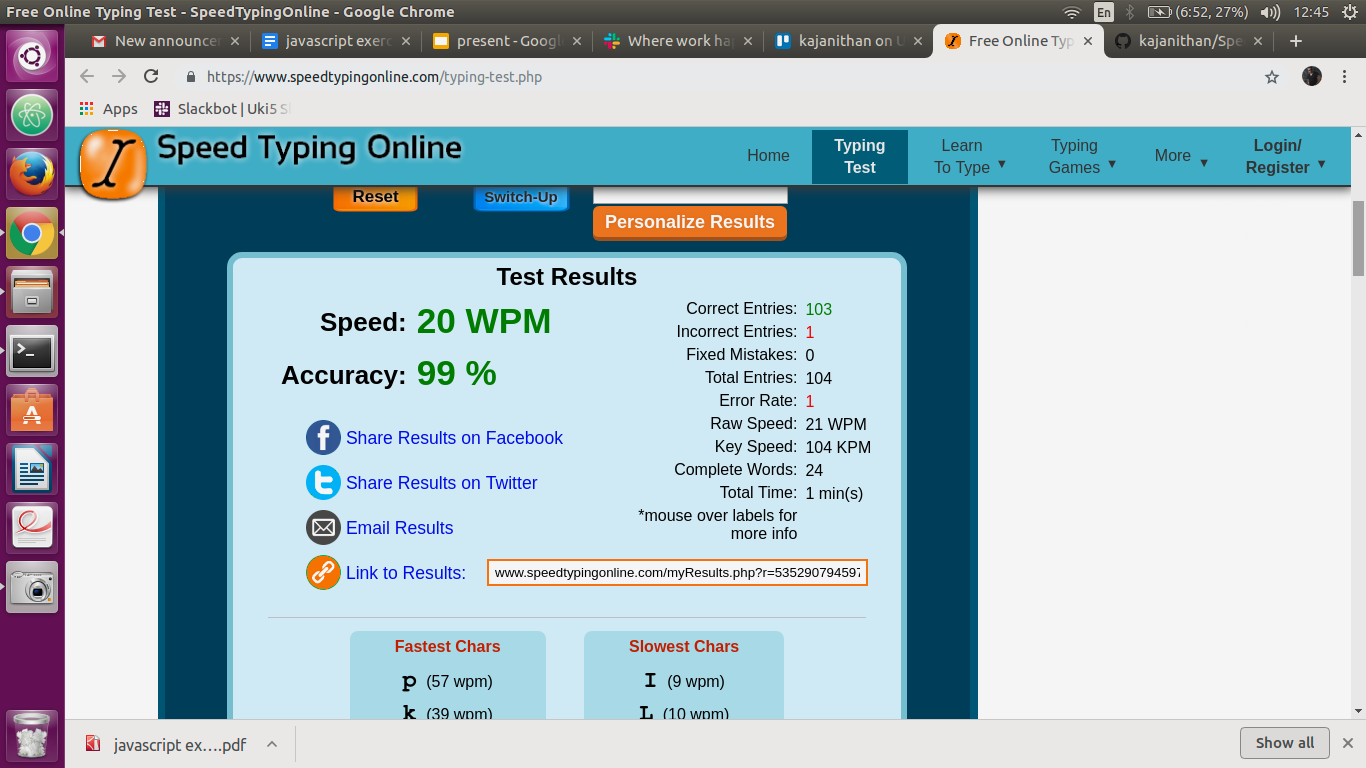 Free Online Typing Test - SpeedTypingOnline - Google Chrome
En
(6:52, 27%)
12:45
New announce
javascript exerc
present - Googl
Where work ha
kajanithan on U
Free Online Typ
kajanithan/Spe
https://www.speedtypingonline.com/typing-test.php
Apps
Slackbot | Uki5 S
Speed Typing Online
Home
Typing
Test
Learn
To Type
Typing
Games
More
Login/
Register
Reset
Switch-Up
Personalize Results
Test Results
Speed: 20 WPM
Accuracy: 99 %
Correct Entries: 103
Incorrect Entries: 1
Fixed Mistakes: 0
Total Entries: 104
Error Rate: 1
Raw Speed: 21 WPM
Key Speed: 104 KPM
Complete Words: 24
Total Time: 1 min(s)
*mouse over labels for
more info
Share Results on Facebook
Share Results on Twitter
Email Results
Link to Results:
www.speedtypingonline.com/myResults.php?r=53529079459
Fastest Chars
p (57 wpm)
k (39 wpm)
Slowest Chars
I (9 wpm)
L (10 wpm)
javascript ex….pdf
Show all